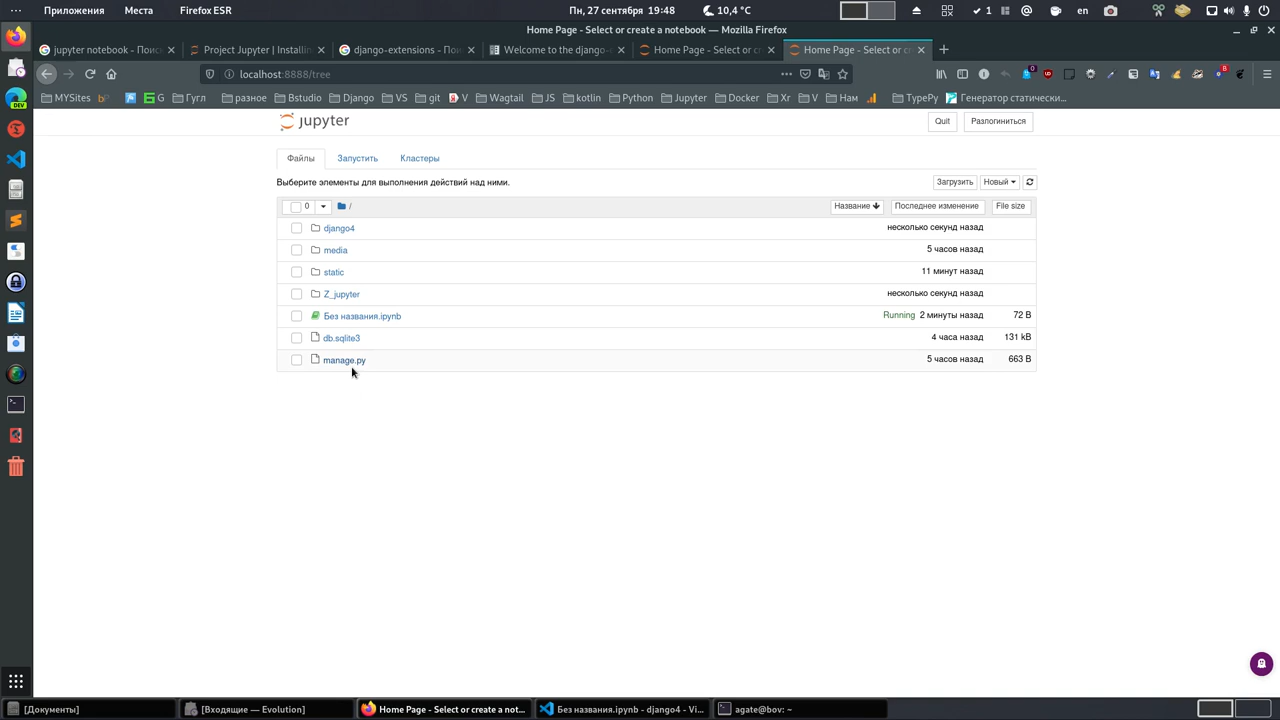 Приложения Места Firefox ESR Пн, 27 сентября 19:48 10,4 °C 1 en
Home Page - Select or create a notebook — Mozilla Firefox
jupyter notebook - Поис Project Jupyter | Installin django-extensions - Пои Welcome to the django-e Home Page - Select or cr Home Page - Select or cr
localhost:8888/tree
MYSites Гугл разное Bstudio Django VS git V Wagtail JS kotlin Python Jupyter Docker Xr V Нам TypePy Генератор статически…
jupyter Quit Разлогиниться
Файлы Запустить Кластеры
Выберите элементы для выполнения действий над ними. Загрузить Новый
0 / Название Последнее изменение File size
django4 несколько секунд назад
media 5 часов назад
static 11 минут назад
Z_jupyter несколько секунд назад
Без названия.ipynb Running 2 минуты назад 72 B
db.sqlite3 4 часа назад 131 kB
manage.py 5 часов назад 663 B
[Документы] [Входящие — Evolution] Home Page - Select or create a not… Без названия.ipynb - django4 - Vi… agate@bov: ~